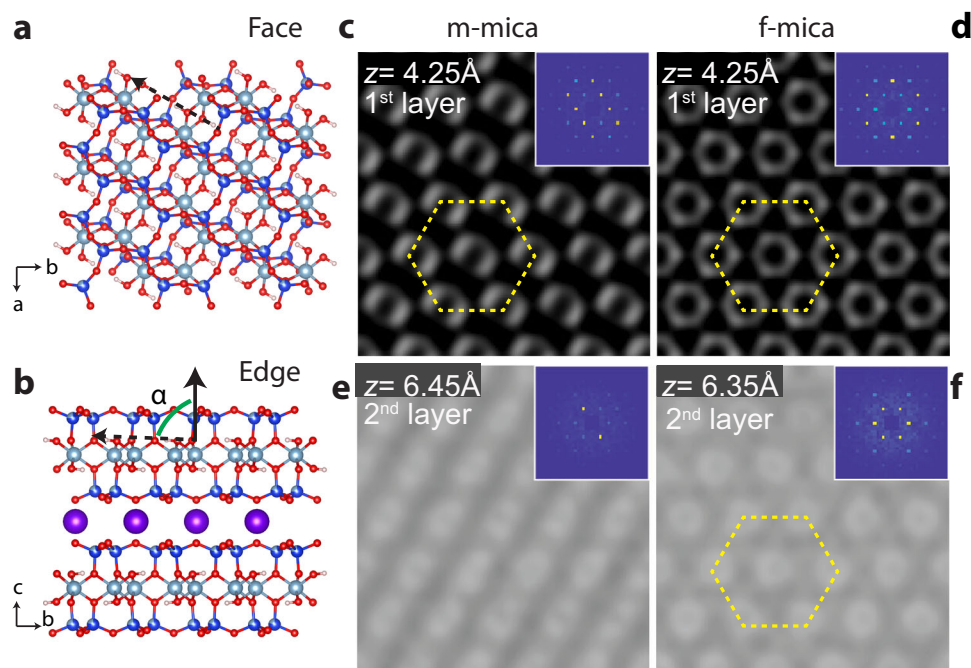 a
Face
b
a
b
Edge
α
c
b
c
m-mica
z= 4.25Å
1st layer
f-mica
d
z= 4.25Å
1st layer
e
z= 6.45Å
2nd layer
z= 6.35Å
2nd layer
f